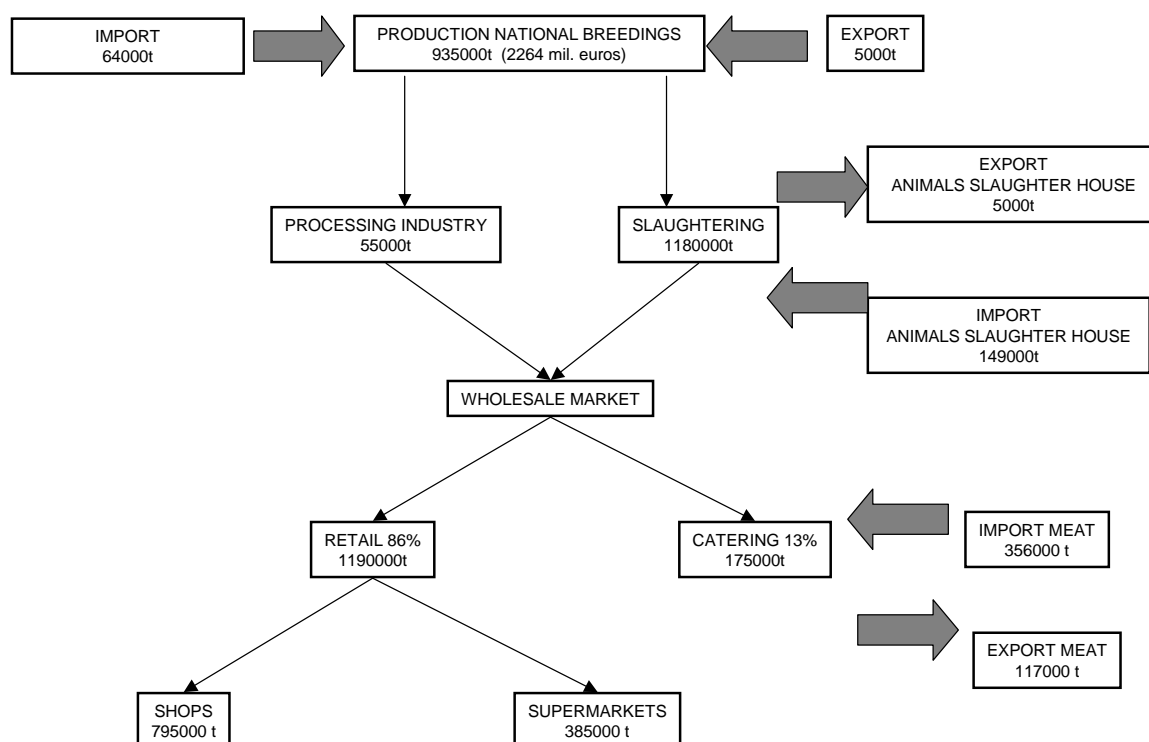 IMPORT
64000t
PRODUCTION NATIONAL BREEDINGS
935000t (2264 mil. euros)
EXPORT
5000t
EXPORT
ANIMALS SLAUGHTER HOUSE
5000t
PROCESSING INDUSTRY
55000t
SLAUGHTERING
1180000t
IMPORT
ANIMALS SLAUGHTER HOUSE
149000t
WHOLESALE MARKET
RETAIL 86%
1190000t
CATERING 13%
175000t
IMPORT MEAT
356000 t
EXPORT MEAT
117000 t
SHOPS
795000 t
SUPERMARKETS
385000 t